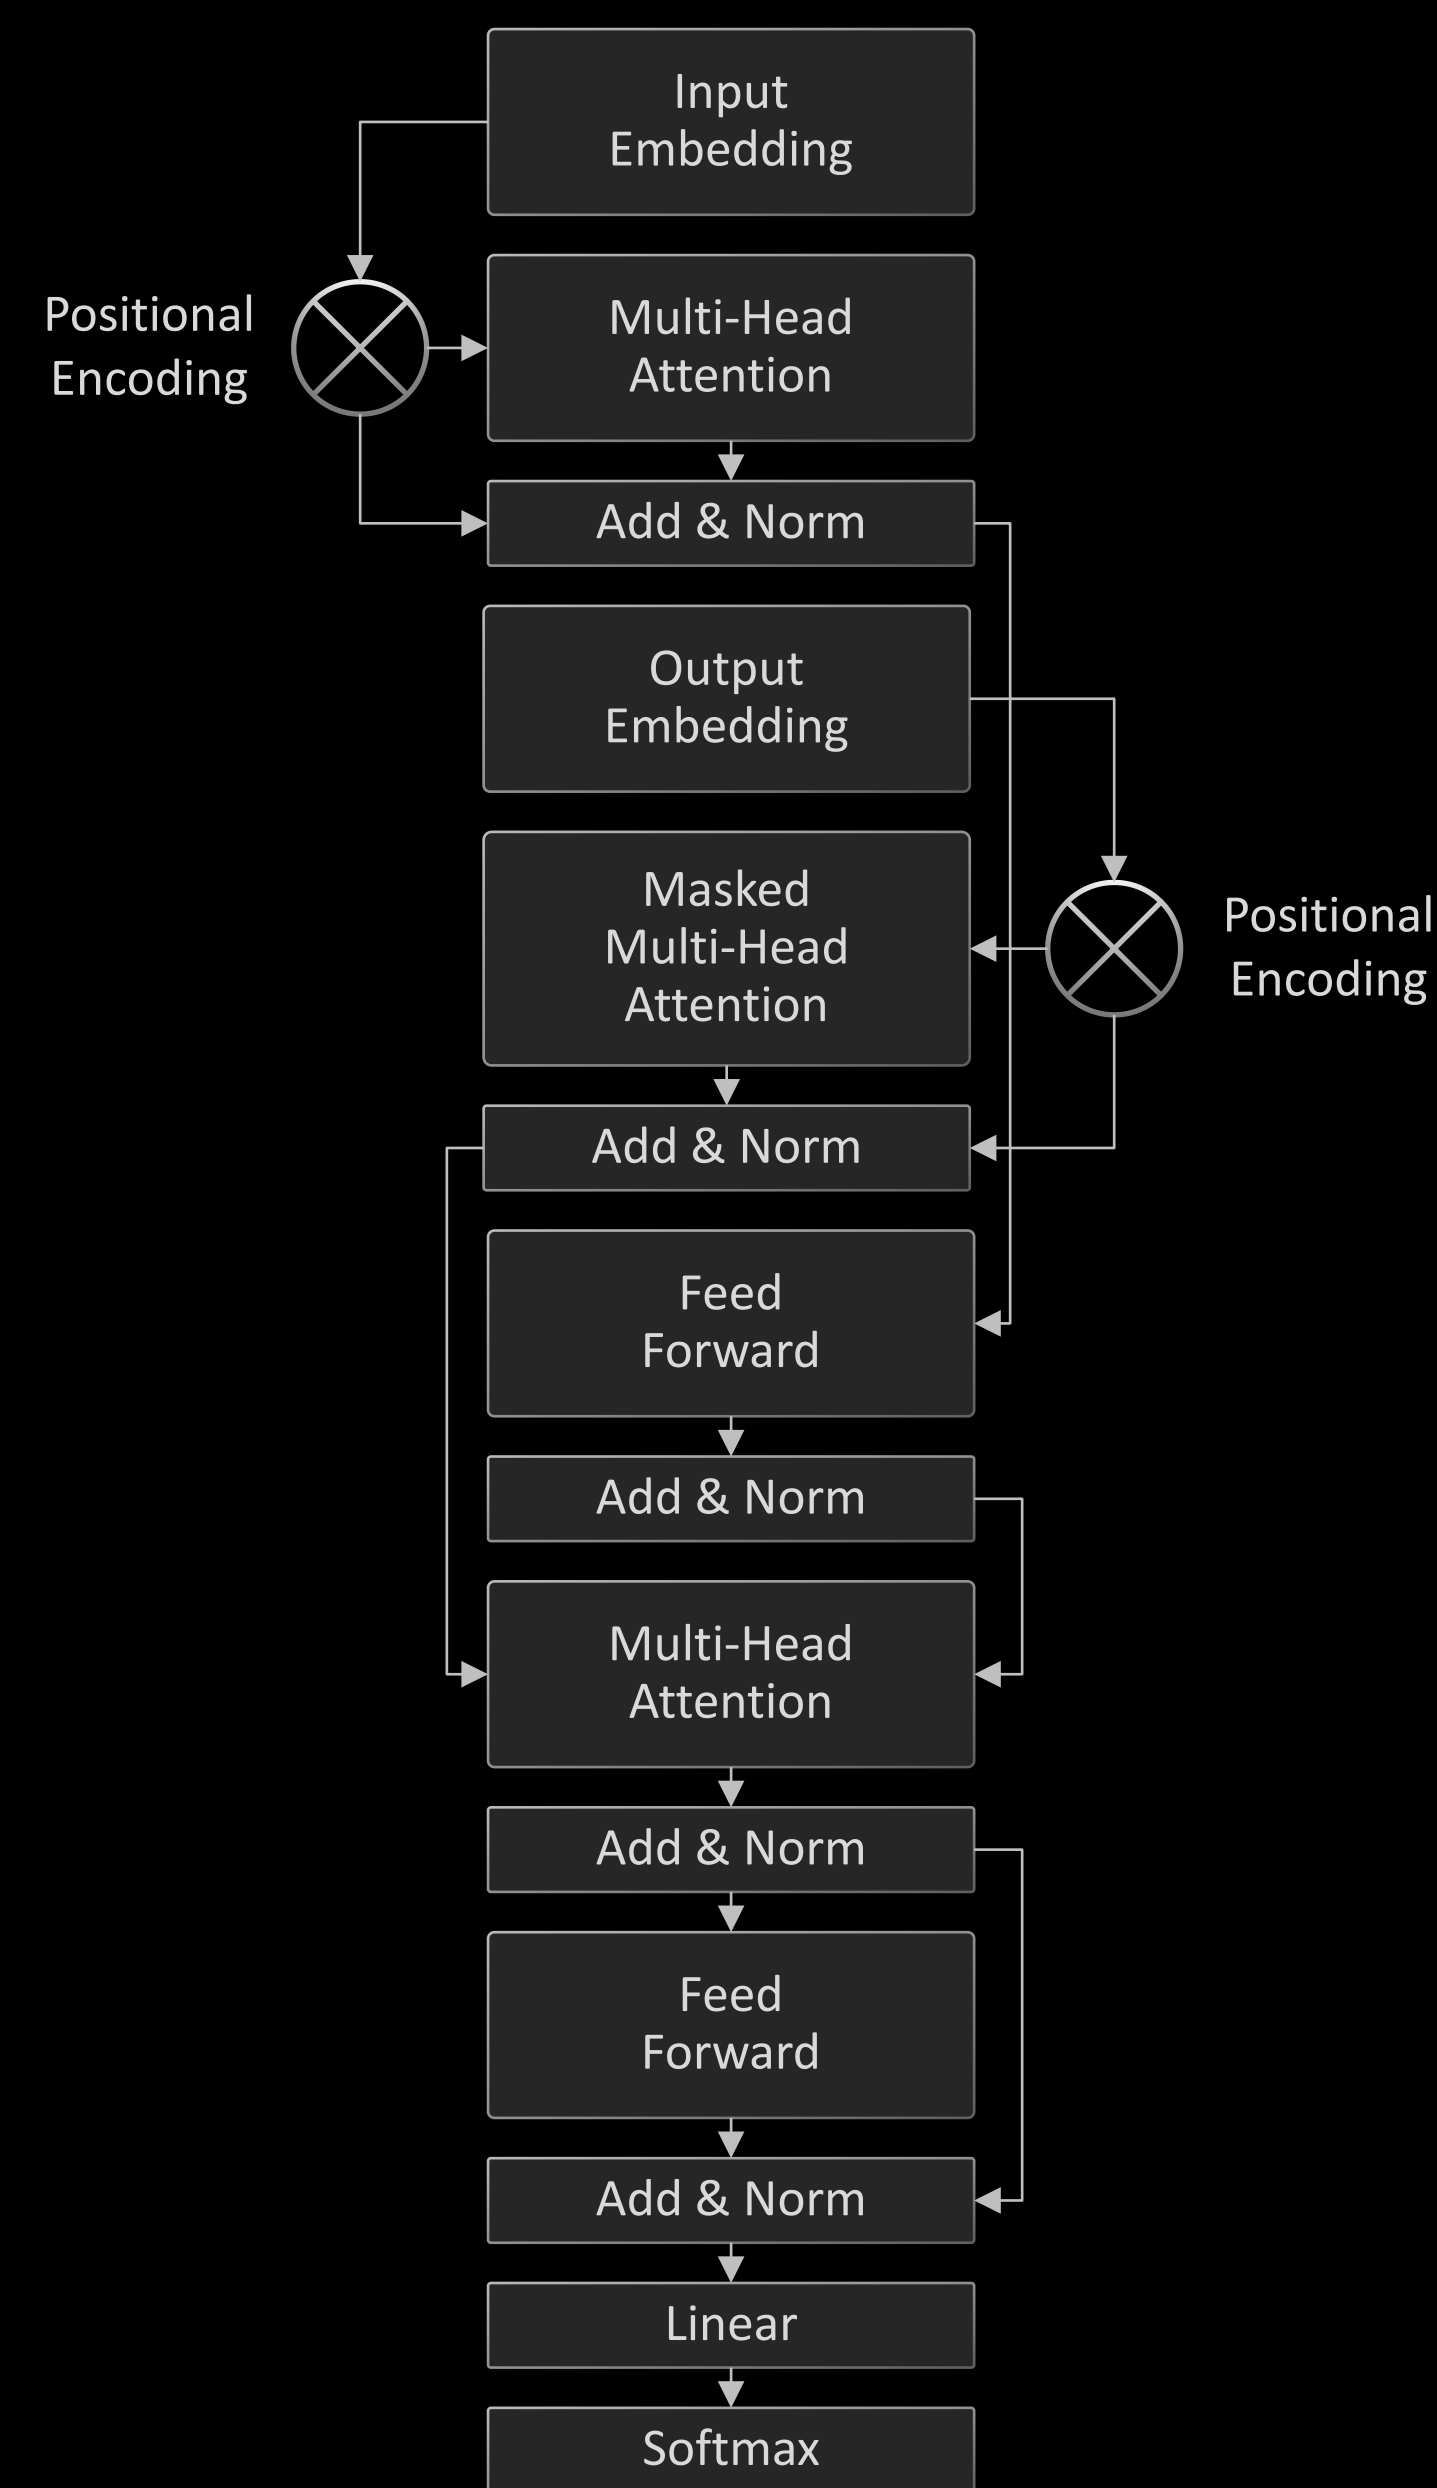 Input
Embedding
Positional
Encoding
Multi-Head
Attention
Add & Norm
Output
Embedding
Masked
Multi-Head
Attention
Positional
Encoding
Add & Norm
Feed
Forward
Add & Norm
Multi-Head
Attention
Add & Norm
Feed
Forward
Add & Norm
Linear
Softmax